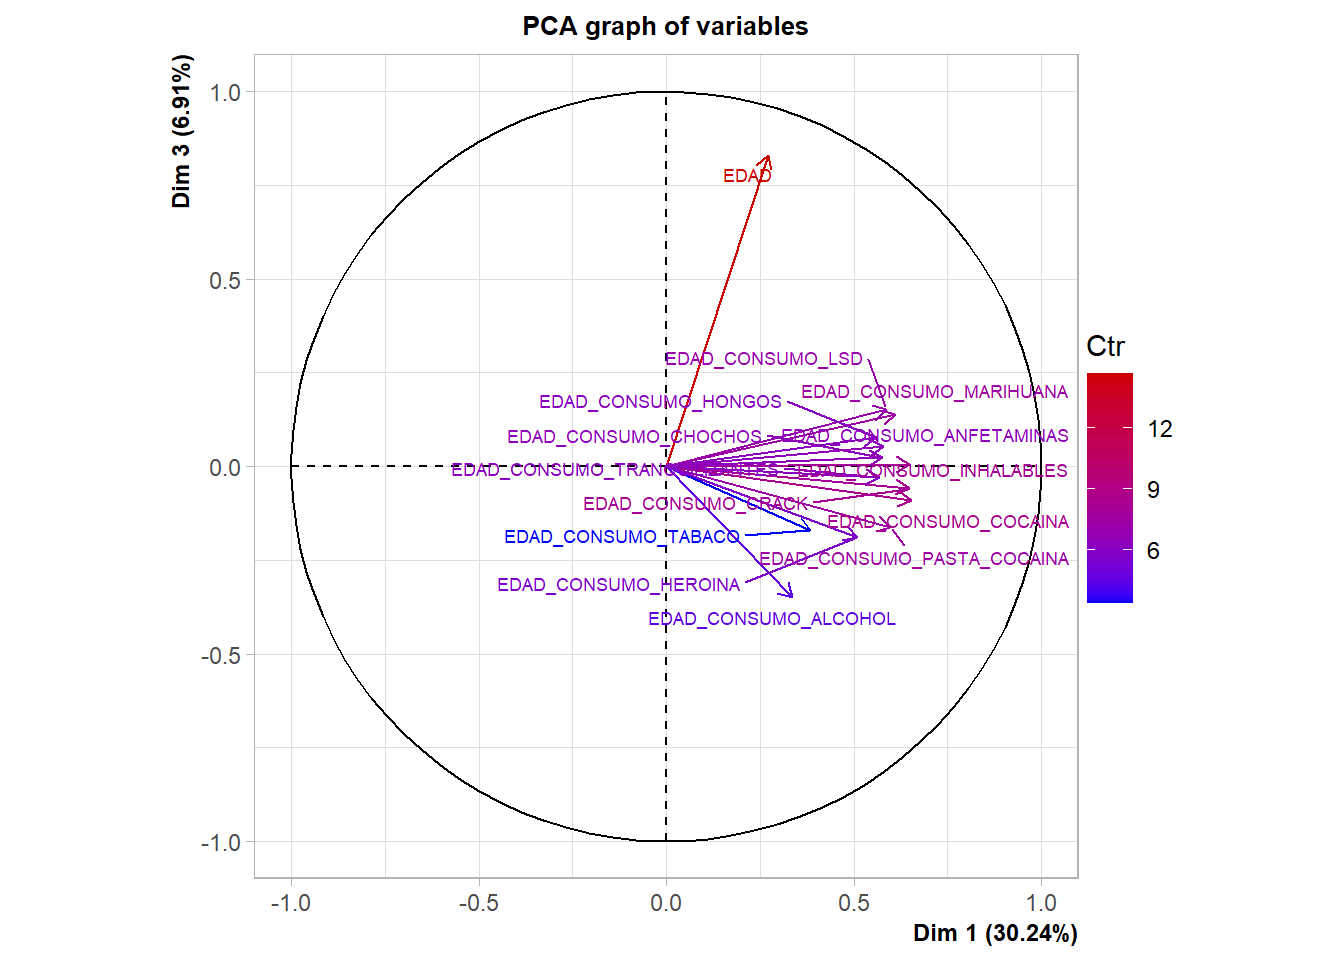 PCA graph of variables
Dim 3 (6.91%)
1.0
0.5
0.0
-0.5
-1.0
EDAD
EDAD_CONSUMO_LSD
EDAD_CONSUMO_MARIHUANA
EDAD_CONSUMO_HONGOS
EDAD_CONSUMO_CHOCHOS
EDAD_CONSUMO_ANFETAMINAS
EDAD_CONSUMO_INHALABLES
EDAD_CONSUMO_CRACK
EDAD_CONSUMO_COCAINA
EDAD_CONSUMO_TABACO
EDAD_CONSUMO_PASTA_COCAINA
EDAD_CONSUMO_HEROINA
EDAD_CONSUMO_ALCOHOL
Ctr
12
9
6
-1.0
-0.5
0.0
0.5
1.0
Dim 1 (30.24%)